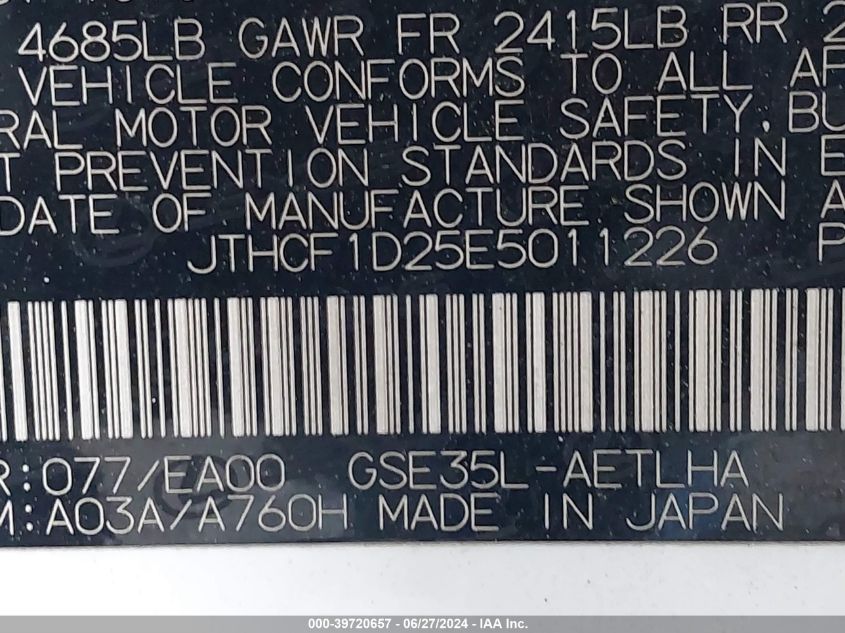 4685LB GAWR FR 2415LB RR 2
VEHICLE CONFORMS TO ALL AP
RAL MOTOR VEHICLE SAFETY, BU
T PREVENTION STANDARDS IN E
DATE OF MANUFACTURE SHOWN A
JTHCF1D25E5011226 P
R:077/EA00 GSE35L-AETLHA
M:A03A/A760H MADE IN JAPAN
000-39720657 - 06/27/2024 - IAA Inc.